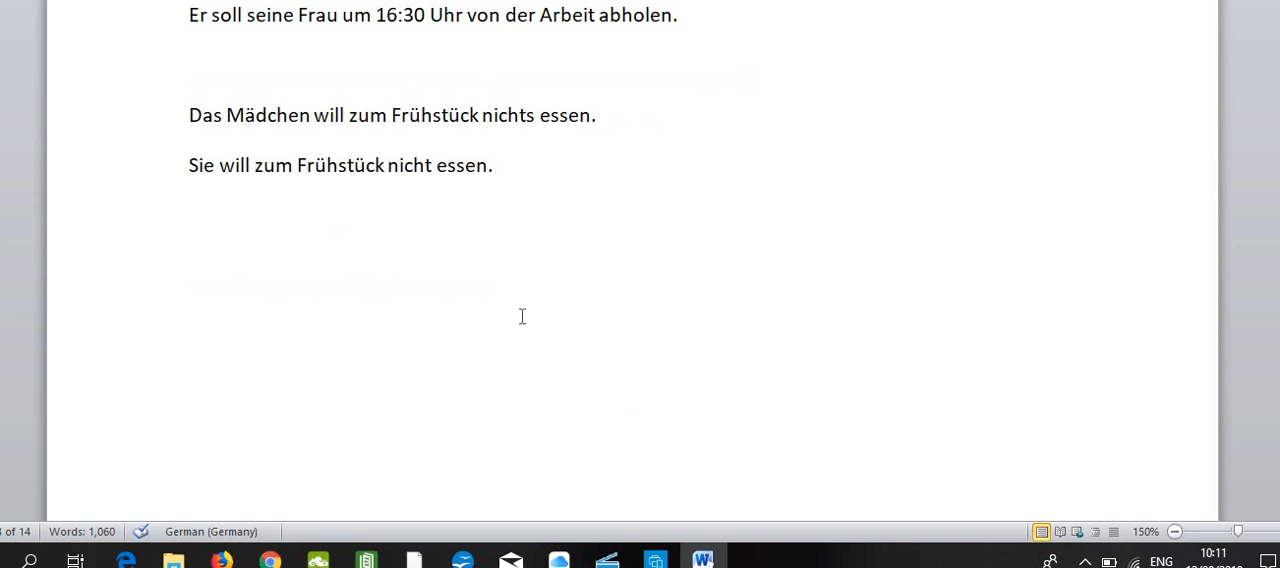 Er soll seine Frau um 16:30 Uhr von der Arbeit abholen.
Das Mädchen will zum Frühstück nichts essen.
Sie will zum Frühstück nicht essen.
of 14 Words: 1,060 German (Germany) 150%
ENG 10:11